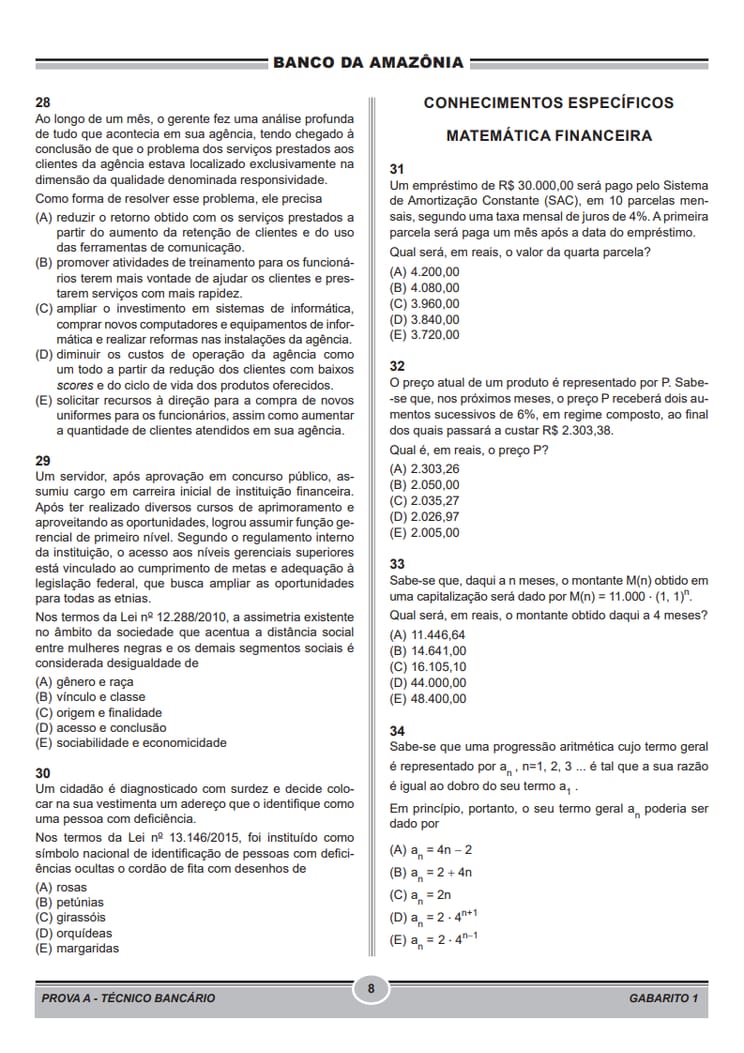 BANCO DA AMAZÔNIA
28
Ao longo de um mês, o gerente fez uma análise profunda
de tudo que acontecia em sua agência, tendo chegado à
conclusão de que o problema dos serviços prestados aos
clientes da agência estava localizado exclusivamente na
dimensão da qualidade denominada responsividade.
Como forma de resolver esse problema, ele precisa
(A) reduzir o retorno obtido com os serviços prestados a
partir do aumento da retenção de clientes e do uso
das ferramentas de comunicação.
(B) promover atividades de treinamento para os funcioná-
rios terem mais vontade de ajudar os clientes e pres-
tarem serviços com mais rapidez.
(C) ampliar o investimento em sistemas de informática,
comprar novos computadores e equipamentos de infor-
mática e realizar reformas nas instalações da agência.
(D) diminuir os custos de operação da agência como
um todo a partir da redução dos clientes com baixos
scores e do ciclo de vida dos produtos oferecidos.
(E) solicitar recursos à direção para a compra de novos
uniformes para os funcionários, assim como aumentar
a quantidade de clientes atendidos em sua agência.
29
Um servidor, após aprovação em concurso público, as-
sumiu cargo em carreira inicial de instituição financeira.
Após ter realizado diversos cursos de aprimoramento e
aproveitando as oportunidades, logrou assumir função ge-
rencial de primeiro nível. Segundo o regulamento interno
da instituição, o acesso aos níveis gerenciais superiores
está vinculado ao cumprimento de metas e adequação à
legislação federal, que busca ampliar as oportunidades
para todas as etnias.
Nos termos da Lei nº 12.288/2010, a assimetria existente
no âmbito da sociedade que acentua a distância social
entre mulheres negras e os demais segmentos sociais é
considerada desigualdade de
(A) gênero e raça
(B) vínculo e classe
(C) origem e finalidade
(D) acesso e conclusão
(E) sociabilidade e economicidade
30
Um cidadão é diagnosticado com surdez e decide colo-
car na sua vestimenta um adereço que o identifique como
uma pessoa com deficiência.
Nos termos da Lei nº 13.146/2015, foi instituído como
símbolo nacional de identificação de pessoas com defici-
ências ocultas o cordão de fita com desenhos de
(A) rosas
(B) petúnias
(C) girassóis
(D) orquídeas
(E) margaridas
CONHECIMENTOS ESPECÍFICOS
MATEMÁTICA FINANCEIRA
31
Um empréstimo de R$ 30.000,00 será pago pelo Sistema
de Amortização Constante (SAC), em 10 parcelas men-
sais, segundo uma taxa mensal de juros de 4%. A primeira
parcela será paga um mês após a data do empréstimo.
Qual será, em reais, o valor da quarta parcela?
(A) 4.200,00
(B) 4.080,00
(C) 3.960,00
(D) 3.840,00
(E) 3.720,00
32
O preço atual de um produto é representado por P. Sabe-
-se que, nos próximos meses, o preço P receberá dois au-
mentos sucessivos de 6%, em regime composto, ao final
dos quais passará a custar R$ 2.303,38.
Qual é, em reais, o preço P?
(A) 2.303,26
(B) 2.050,00
(C) 2.035,27
(D) 2.026,97
(E) 2.005,00
33
Sabe-se que, daqui a n meses, o montante M(n) obtido em
uma capitalização será dado por M(n) = 11.000 · (1, 1)ⁿ.
Qual será, em reais, o montante obtido daqui a 4 meses?
(A) 11.446,64
(B) 14.641,00
(C) 16.105,10
(D) 44.000,00
(E) 48.400,00
34
Sabe-se que uma progressão aritmética cujo termo geral
é representado por aₙ , n=1, 2, 3 ... é tal que a sua razão
é igual ao dobro do seu termo a₁ .
Em princípio, portanto, o seu termo geral aₙ poderia ser
dado por
(A) aₙ = 4n – 2
(B) aₙ = 2 + 4n
(C) aₙ = 2n
(D) aₙ = 2 · 4ⁿ⁺¹
(E) aₙ = 2 · 4ⁿ⁻¹
PROVA A - TÉCNICO BANCÁRIO
8
GABARITO 1